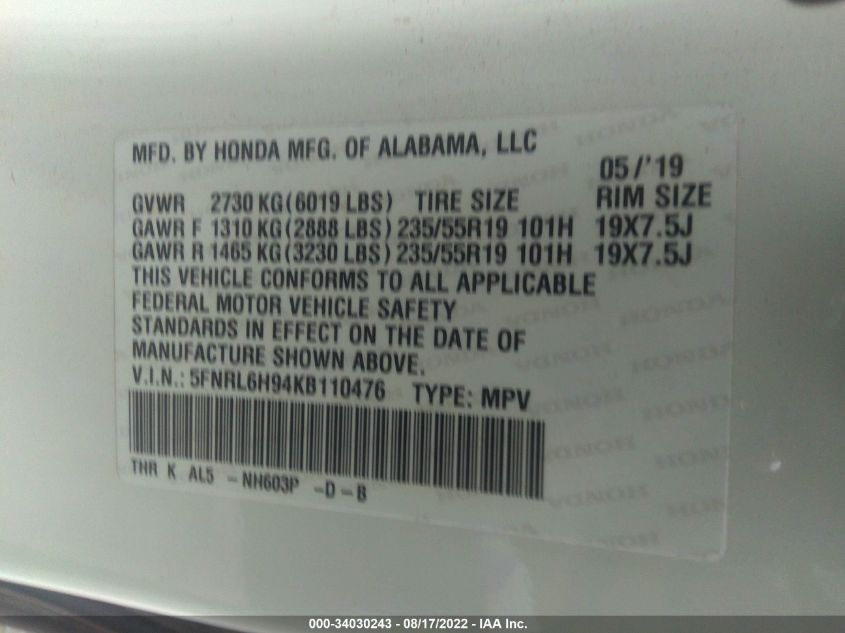 MFD. BY HONDA MFG. OF ALABAMA, LLC
05/'19
GVWR 2730 KG(6019 LBS) TIRE SIZE RIM SIZE
GAWR F 1310 KG(2888 LBS) 235/55R19 101H 19X7.5J
GAWR R 1465 KG(3230 LBS) 235/55R19 101H 19X7.5J
THIS VEHICLE CONFORMS TO ALL APPLICABLE
FEDERAL MOTOR VEHICLE SAFETY
STANDARDS IN EFFECT ON THE DATE OF
MANUFACTURE SHOWN ABOVE.
V.I.N.: 5FNRL6H94KB110476 TYPE: MPV
THR K AL5 -NH603P -D-B
000-34030243 - 08/17/2022 - IAA Inc.